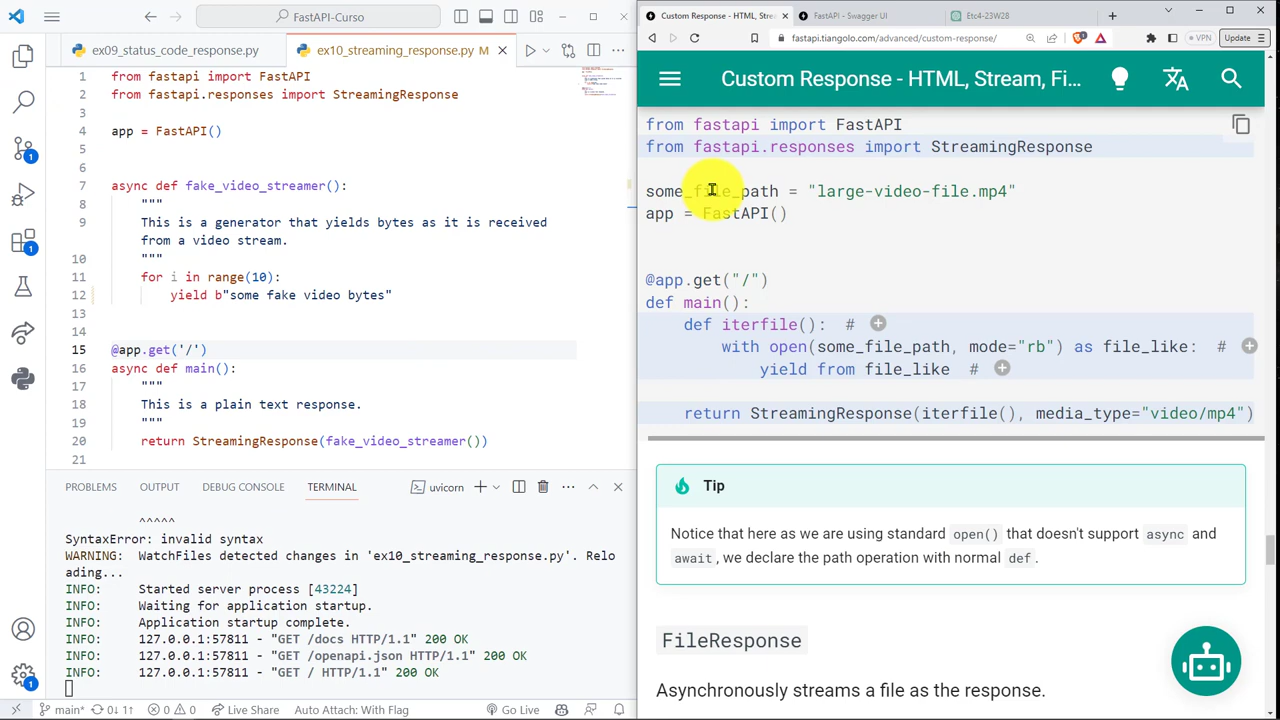 FastAPI-Curso
ex09_status_code_response.py
ex10_streaming_response.py M
1 from fastapi import FastAPI
2 from fastapi.responses import StreamingResponse
3
4 app = FastAPI()
5
6
7 async def fake_video_streamer():
8 """
9 This is a generator that yields bytes as it is received
from a video stream.
10 """
11 for i in range(10):
12 yield b"some fake video bytes"
13
14
15 @app.get('/')
16 async def main():
17 """
18 This is a plain text response.
19 """
20 return StreamingResponse(fake_video_streamer())
21
PROBLEMS OUTPUT DEBUG CONSOLE TERMINAL uvicorn
^^^^^
SyntaxError: invalid syntax
WARNING: WatchFiles detected changes in 'ex10_streaming_response.py'. Relo
ading...
INFO: Started server process [43224]
INFO: Waiting for application startup.
INFO: Application startup complete.
INFO: 127.0.0.1:57811 - "GET /docs HTTP/1.1" 200 OK
INFO: 127.0.0.1:57811 - "GET /openapi.json HTTP/1.1" 200 OK
INFO: 127.0.0.1:57811 - "GET / HTTP/1.1" 200 OK
1
1
1
main* 0↓ 1↑ 0 0 Live Share Auto Attach: With Flag Go Live
Custom Response - HTML, Stre
FastAPI - Swagger UI
Etc4-23W28
fastapi.tiangolo.com/advanced/custom-response/
VPN
Update
Custom Response - HTML, Stream, Fi...
from fastapi import FastAPI
from fastapi.responses import StreamingResponse
some_file_path = "large-video-file.mp4"
app = FastAPI()
@app.get("/")
def main():
def iterfile(): #
with open(some_file_path, mode="rb") as file_like: #
yield from file_like #
return StreamingResponse(iterfile(), media_type="video/mp4")
Tip
Notice that here as we are using standard open() that doesn't support async and
await, we declare the path operation with normal def.
FileResponse
Asynchronously streams a file as the response.